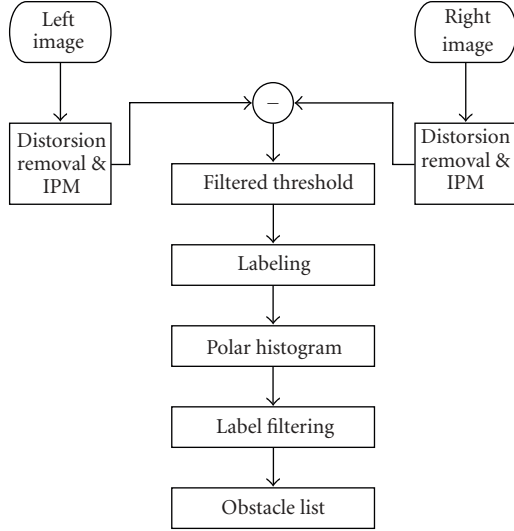 Left
image
Right
image
−
Distorsion
removal &
IPM
Distorsion
removal &
IPM
Filtered threshold
Labeling
Polar histogram
Label filtering
Obstacle list